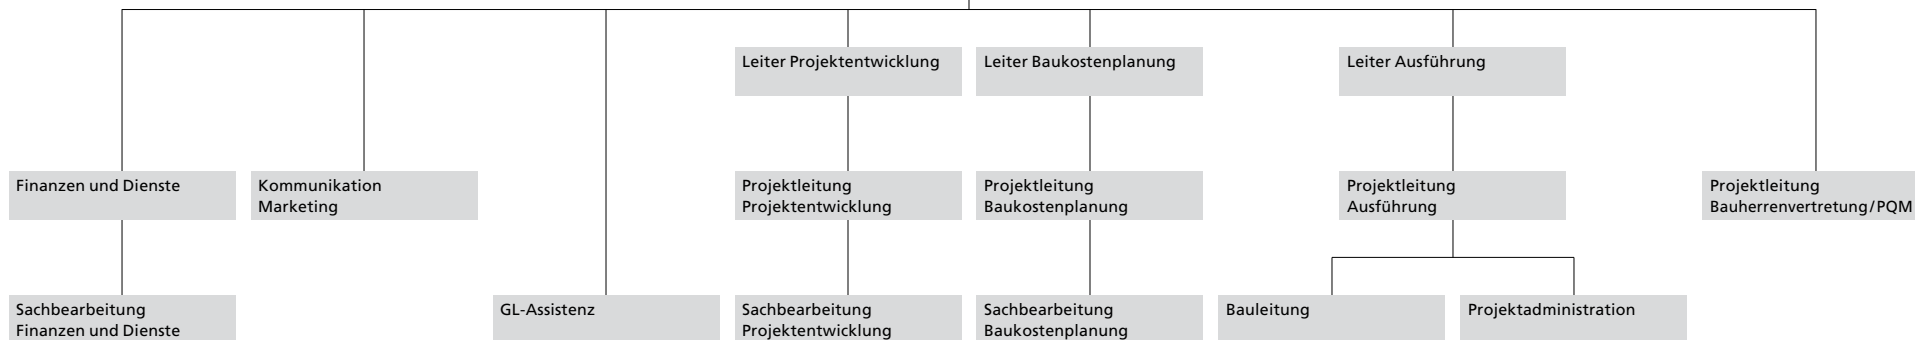 Leiter Projektentwicklung
Leiter Baukostenplanung
Leiter Ausführung
Finanzen und Dienste
Kommunikation
Marketing
Projektleitung
Projektentwicklung
Projektleitung
Baukostenplanung
Projektleitung
Ausführung
Projektleitung
Bauherrenvertretung/PQM
Sachbearbeitung
Finanzen und Dienste
GL-Assistenz
Sachbearbeitung
Projektentwicklung
Sachbearbeitung
Baukostenplanung
Bauleitung
Projektadministration